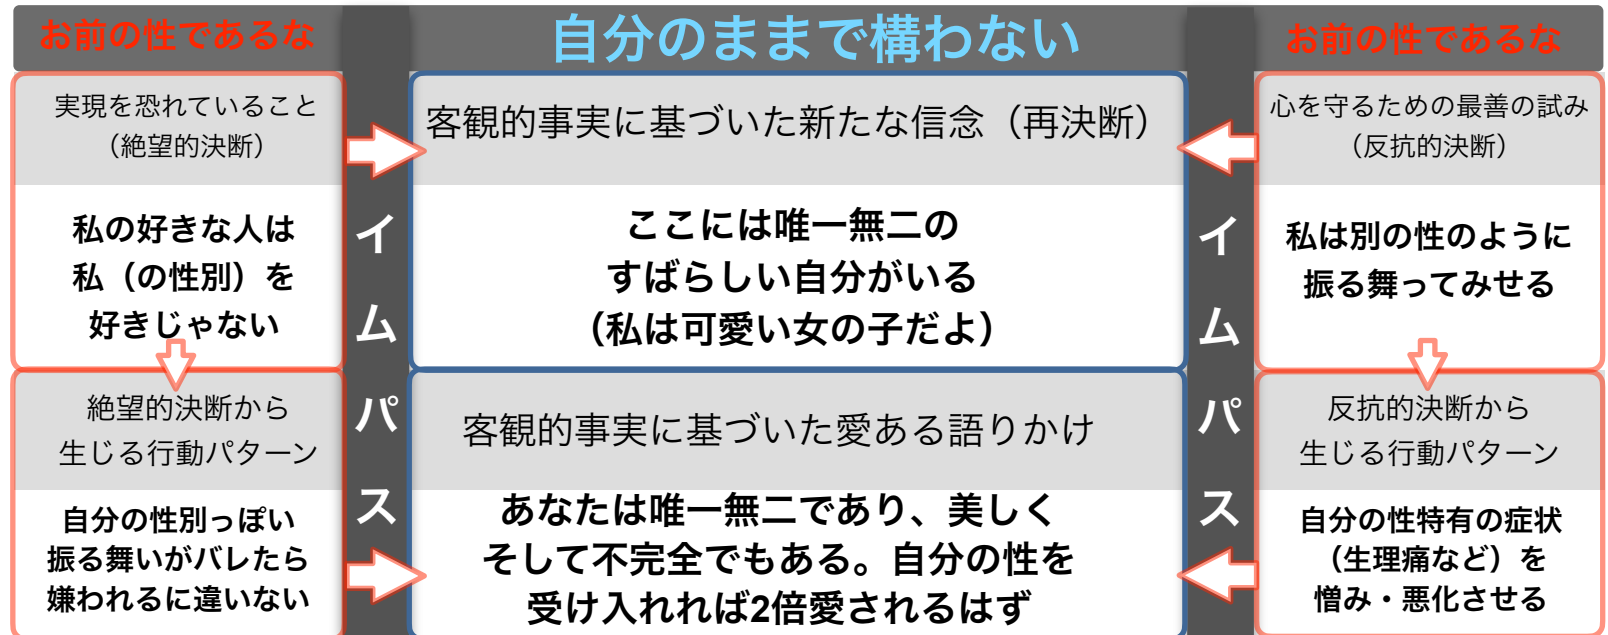 お前の性であるな
自分のままで構わない
お前の性であるな
実現を恐れていること
（絶望的決断）
客観的事実に基づいた新たな信念（再決断）
心を守るための最善の試み
（反抗的決断）
私の好きな人は
私（の性別）を
好きじゃない
イムパス
ここには唯一無二の
すばらしい自分がいる
（私は可愛い女の子だよ）
イムパス
私は別の性のように
振る舞ってみせる
絶望的決断から
生じる行動パターン
客観的事実に基づいた愛ある語りかけ
反抗的決断から
生じる行動パターン
自分の性別っぽい
振る舞いがバレたら
嫌われるに違いない
あなたは唯一無二であり、美しく
そして不完全でもある。自分の性を
受け入れれば2倍愛されるはず
自分の性特有の症状
（生理痛など）を
憎み・悪化させる